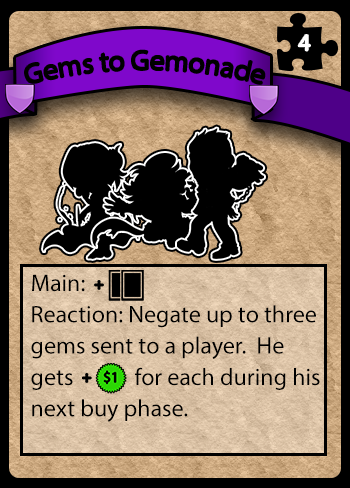 Gems to Gemonade
4
Main: +
Reaction: Negate up to three
gems sent to a player. He
gets + $1 for each during his
next buy phase.